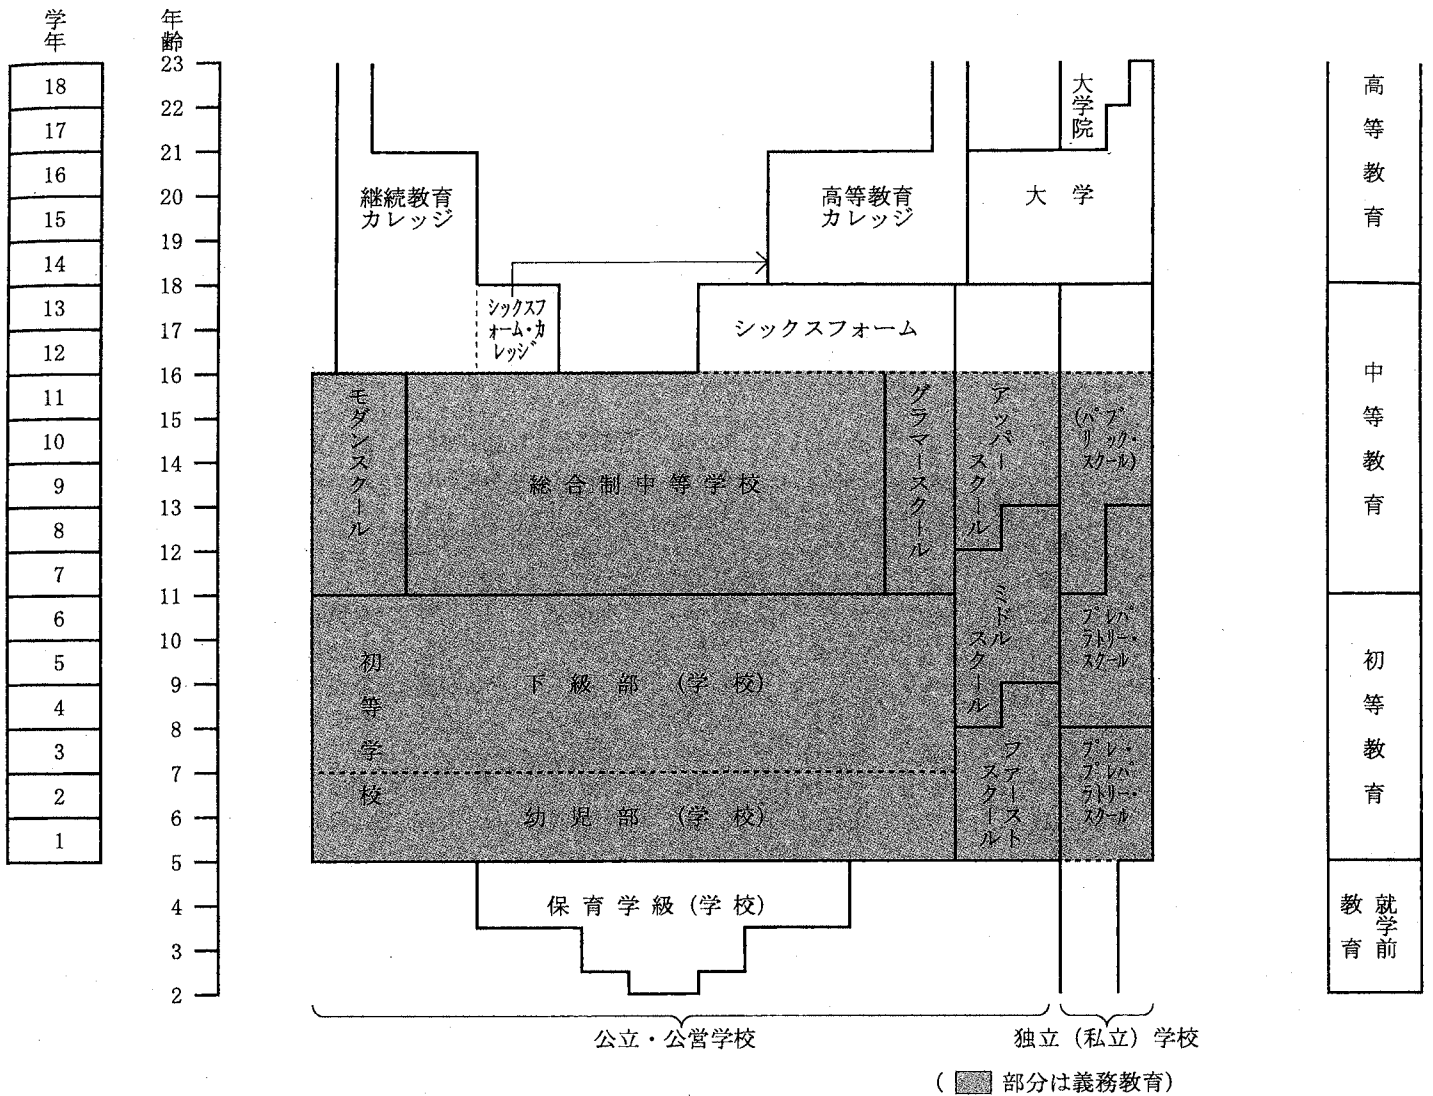 学年
年齢
23
18
22
17
21
16
20
15
19
14
18
13
17
12
16
11
15
10
14
9
13
8
12
7
11
6
10
5
9
4
8
3
7
2
6
1
5
4
3
2
大学院
継続教育
カレッジ
高等教育
カレッジ
大学
シックスフ
ォーム・カ
レッジ
シックスフォーム
モダンスクール
総合制中等学校
グラマースクール
アッパー
スクール
(パブ
リック・
スクール)
ミドル
スクール
プレパ
ラトリー・
スクール
初等学校
下級部(学校)
幼児部(学校)
ファースト
スクール
プレ・
プレパ
ラトリー・
スクール
保育学級(学校)
高等教育
中等教育
初等教育
就学前
教育
公立・公営学校
独立(私立)学校
( 部分は義務教育)